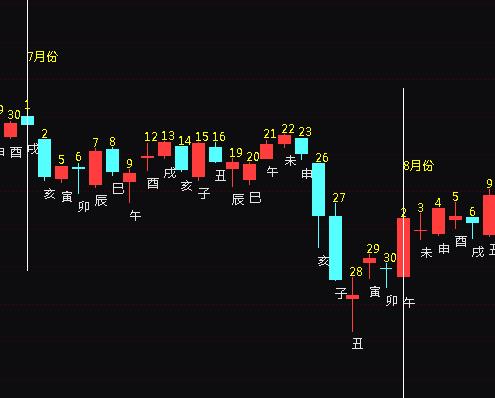 7月份
9 30 1
申 酉 戌
2 5 6 7 8 9 12 13 14 15 16 19 20 21 22 23
亥 寅 卯 辰 巳 午 酉 戌 亥 子 丑 辰 巳 午 未 申
26 27 28 29 30
亥 子 丑 寅 卯
8月份
2 3 4 5 6 9
午 未 申 酉 戌 丑